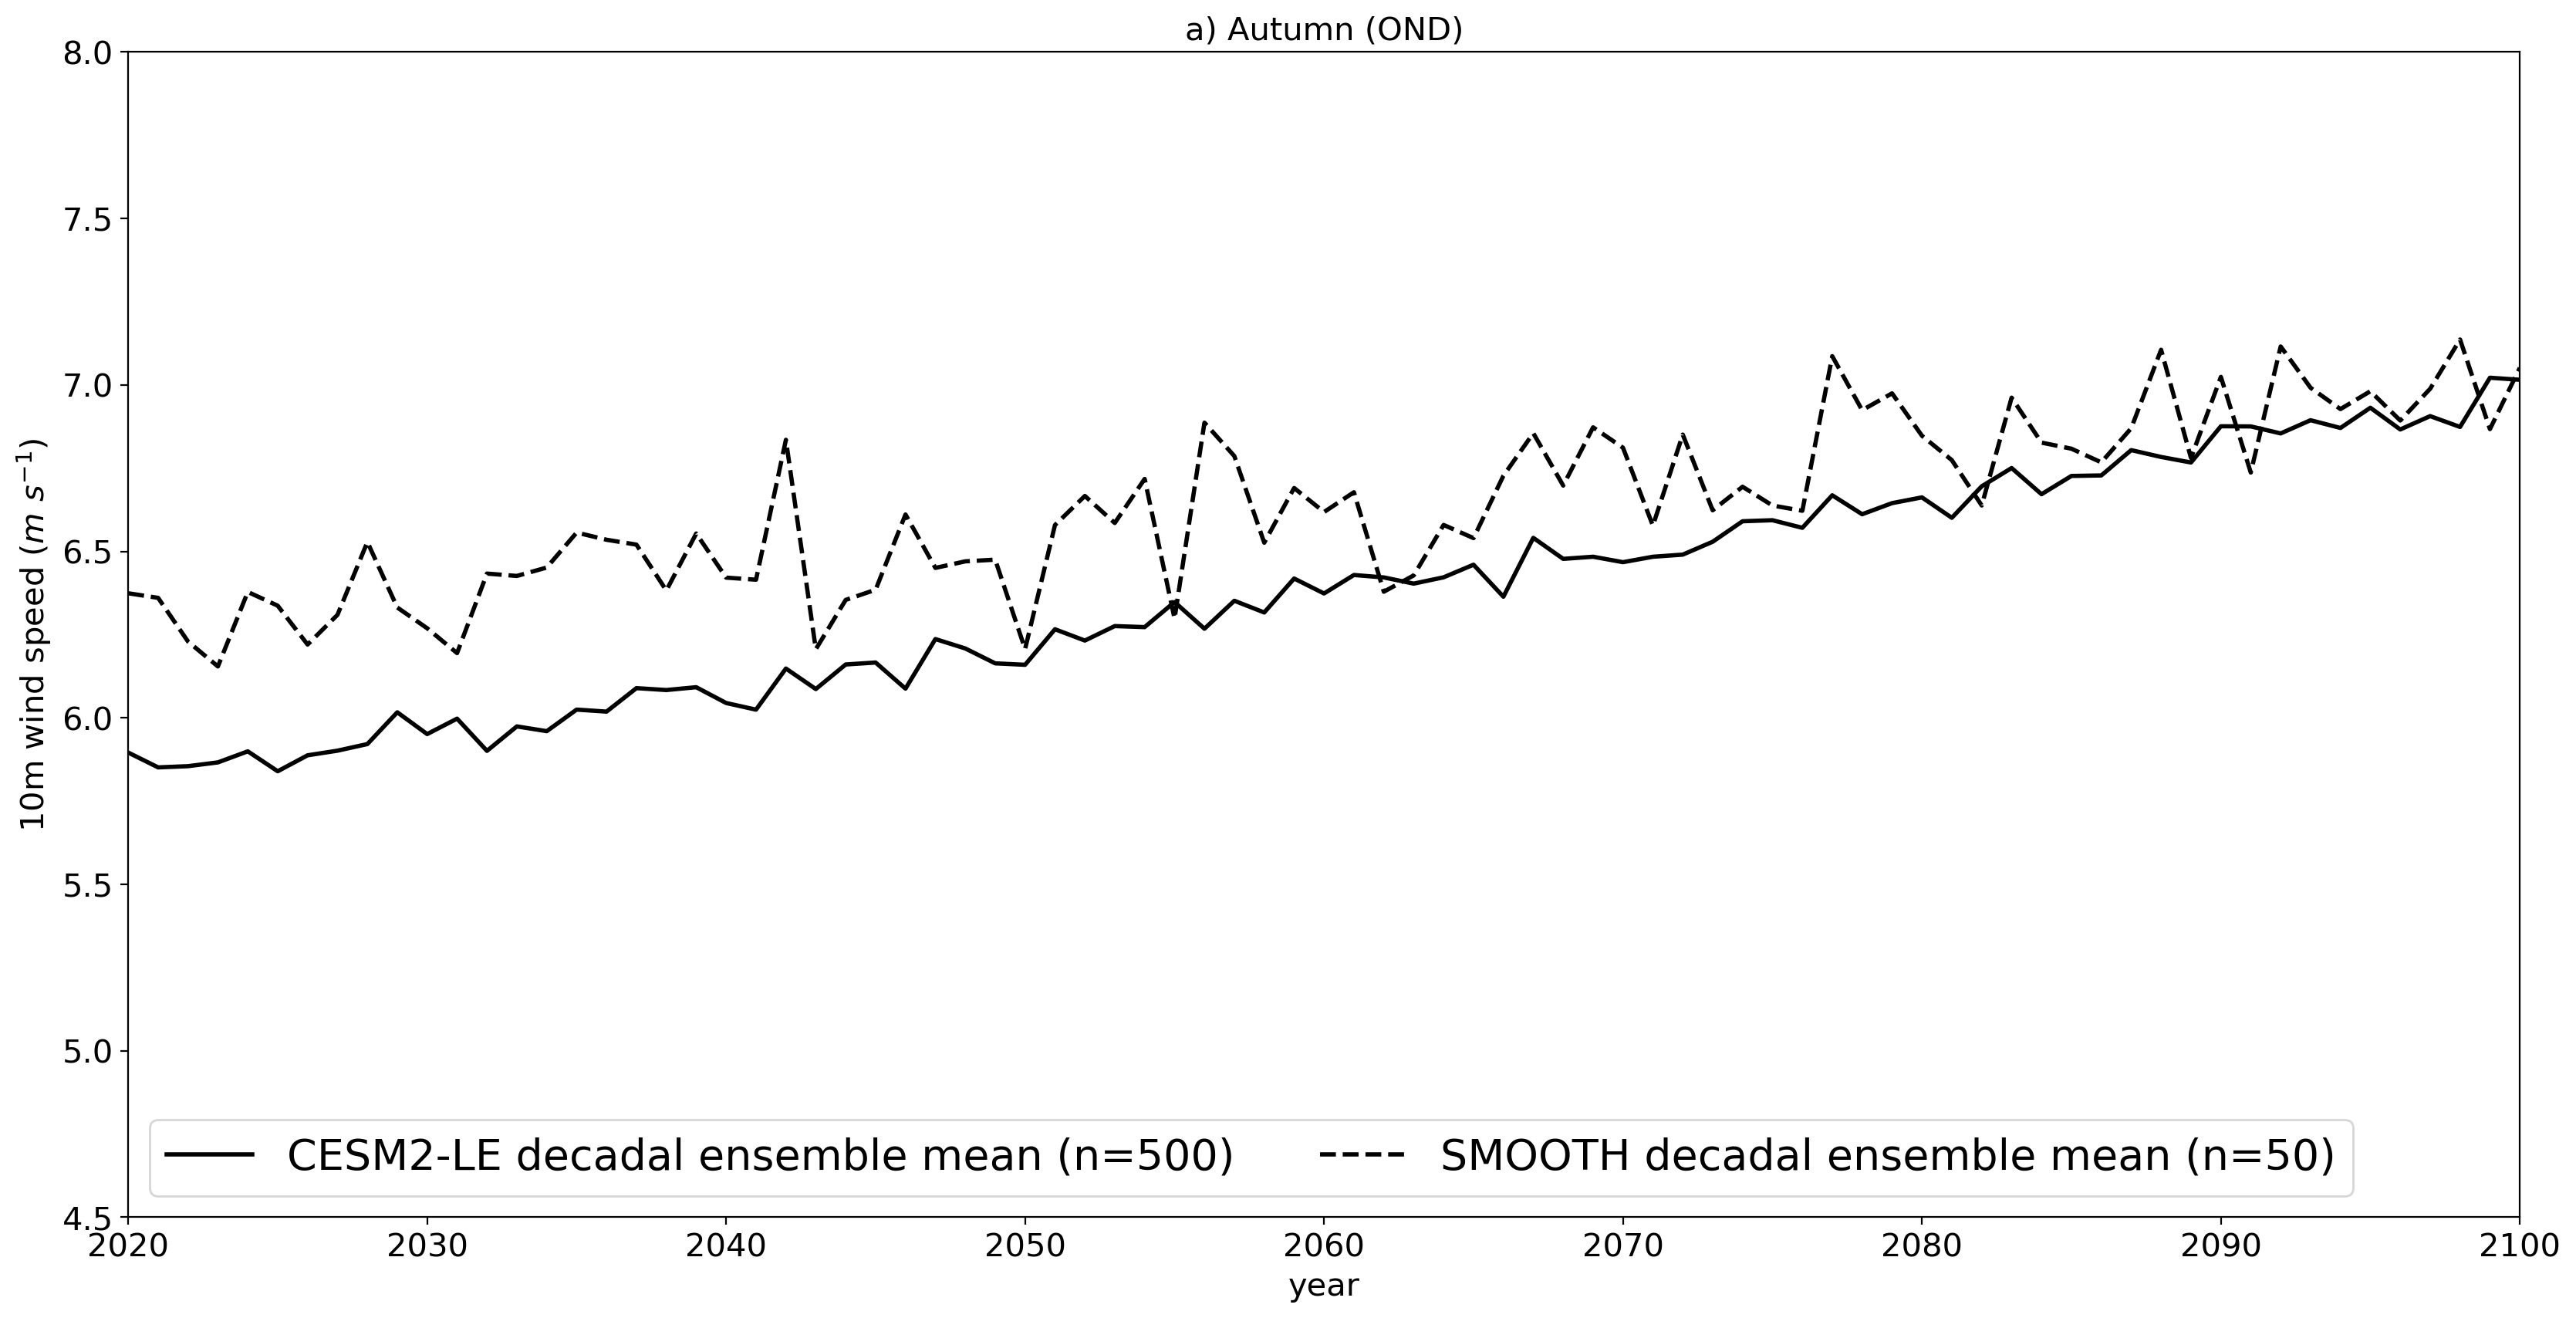 a) Autumn (OND)
8.0
7.5
7.0
6.5
6.0
5.5
5.0
4.5
10m wind speed (m s⁻¹)
CESM2-LE decadal ensemble mean (n=500)
SMOOTH decadal ensemble mean (n=50)
2020 2030 2040 2050 2060 2070 2080 2090 2100
year